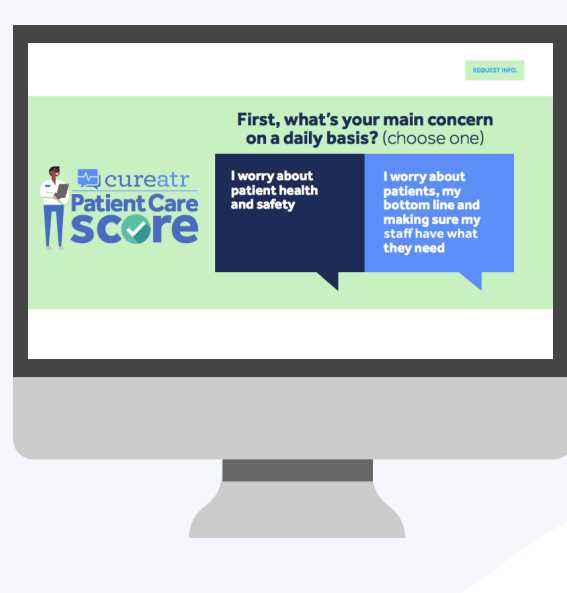 REQUEST INFO.
First, what's your main concern
on a daily basis? (choose one)
cureatr
Patient Care
score
I worry about
patient health
and safety
I worry about
patients, my
bottom line and
making sure my
staff have what
they need